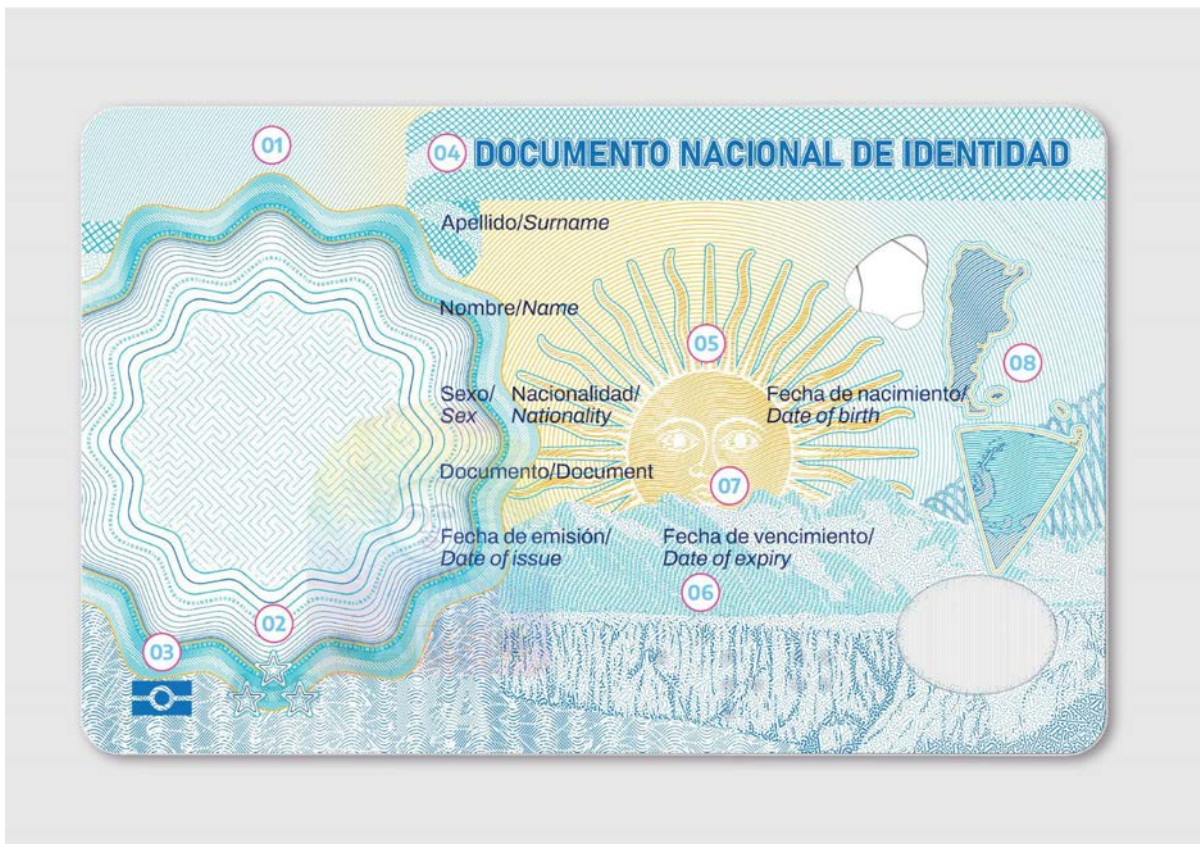 01
04 DOCUMENTO NACIONAL DE IDENTIDAD
Apellido/Surname
Nombre/Name
05
08
Sexo/ Nacionalidad/ Fecha de nacimiento/
Sex Nationality Date of birth
Documento/Document
07
Fecha de emisión/ Fecha de vencimiento/
Date of issue Date of expiry
06
02
03